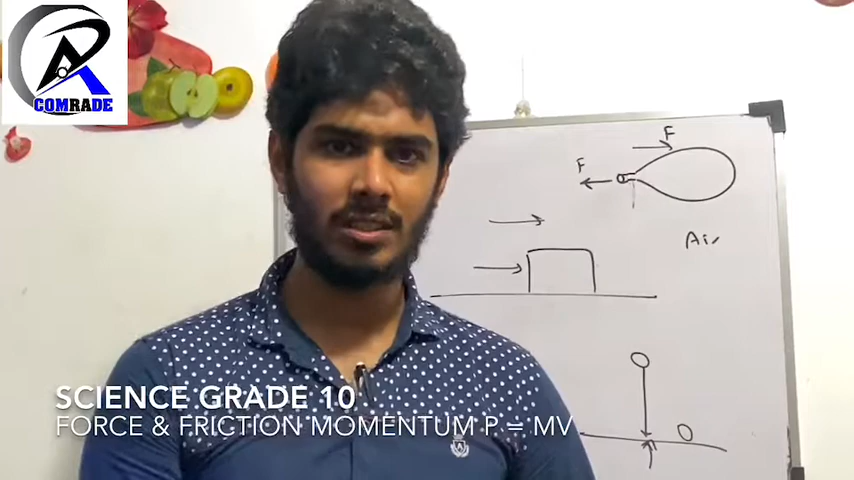 COMRADE
F
F
Air
SCIENCE GRADE 10
FORCE & FRICTION MOMENTUM P = MV